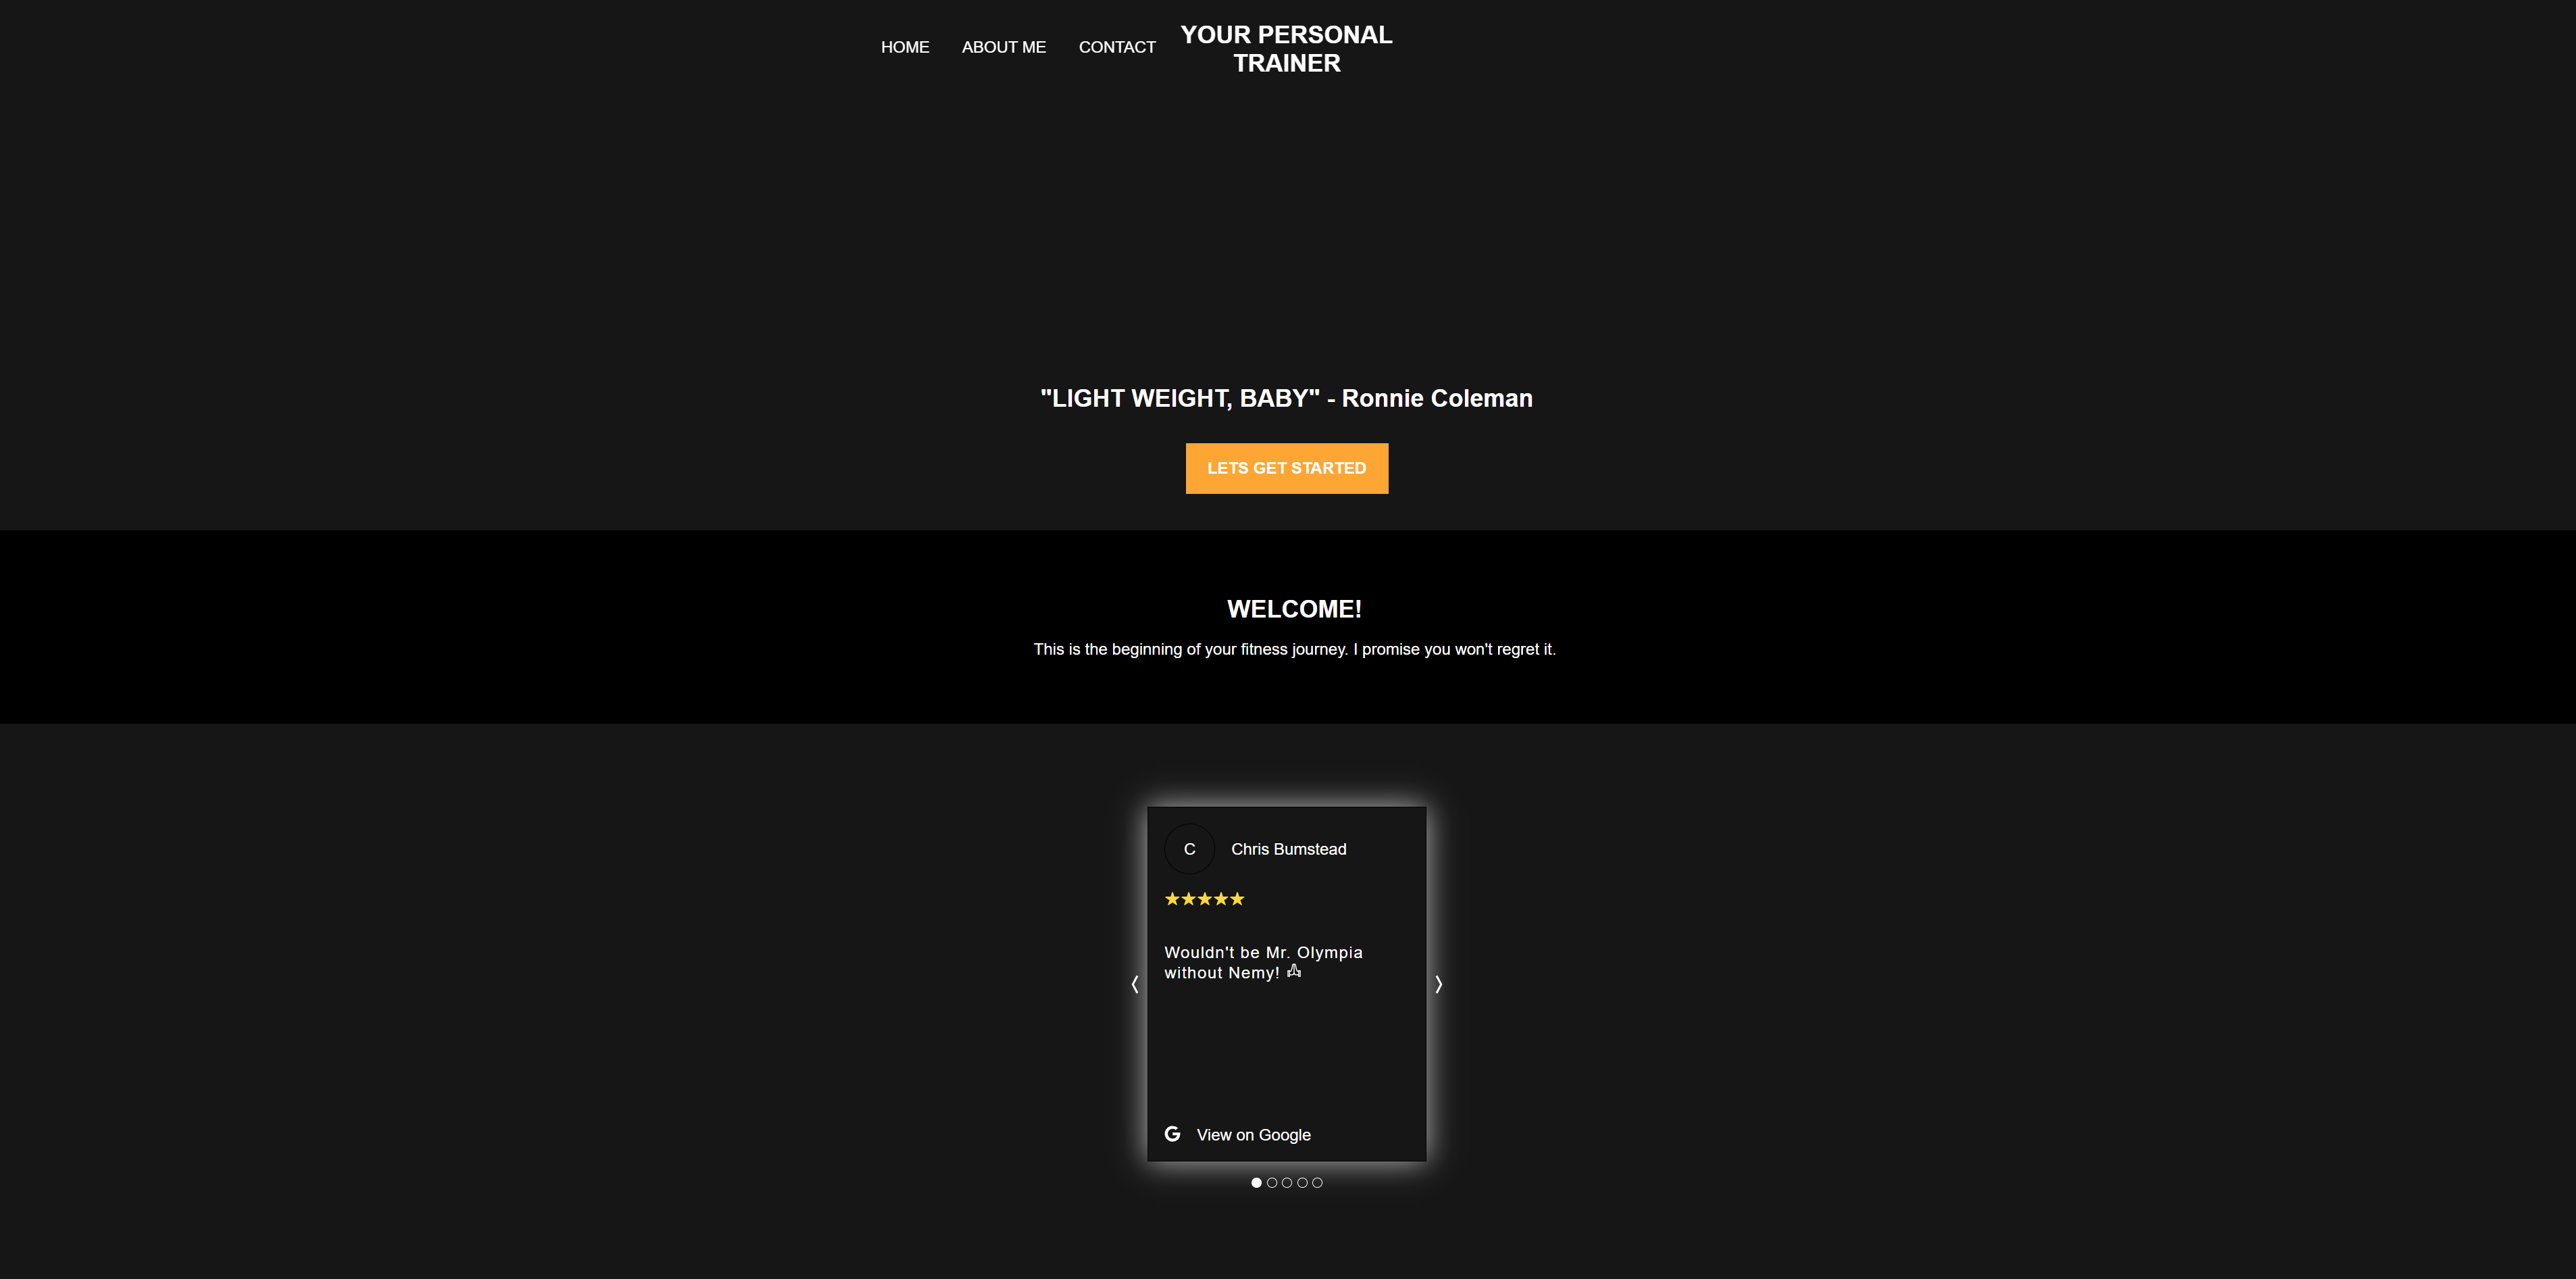 HOME ABOUT ME CONTACT YOUR PERSONAL
TRAINER
"LIGHT WEIGHT, BABY" - Ronnie Coleman
LETS GET STARTED
WELCOME!
This is the beginning of your fitness journey. I promise you won't regret it.
C Chris Bumstead
Wouldn't be Mr. Olympia
without Nemy! 🙏
G View on Google